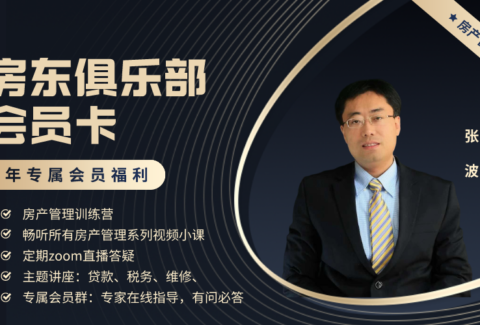 ★ 房产
房东俱乐部
会员卡
年专属会员福利
房产管理训练营
畅听所有房产管理系列视频小课
定期zoom直播答疑
主题讲座：贷款、税务、维修、
专属会员群：专家在线指导，有问必答
张
波